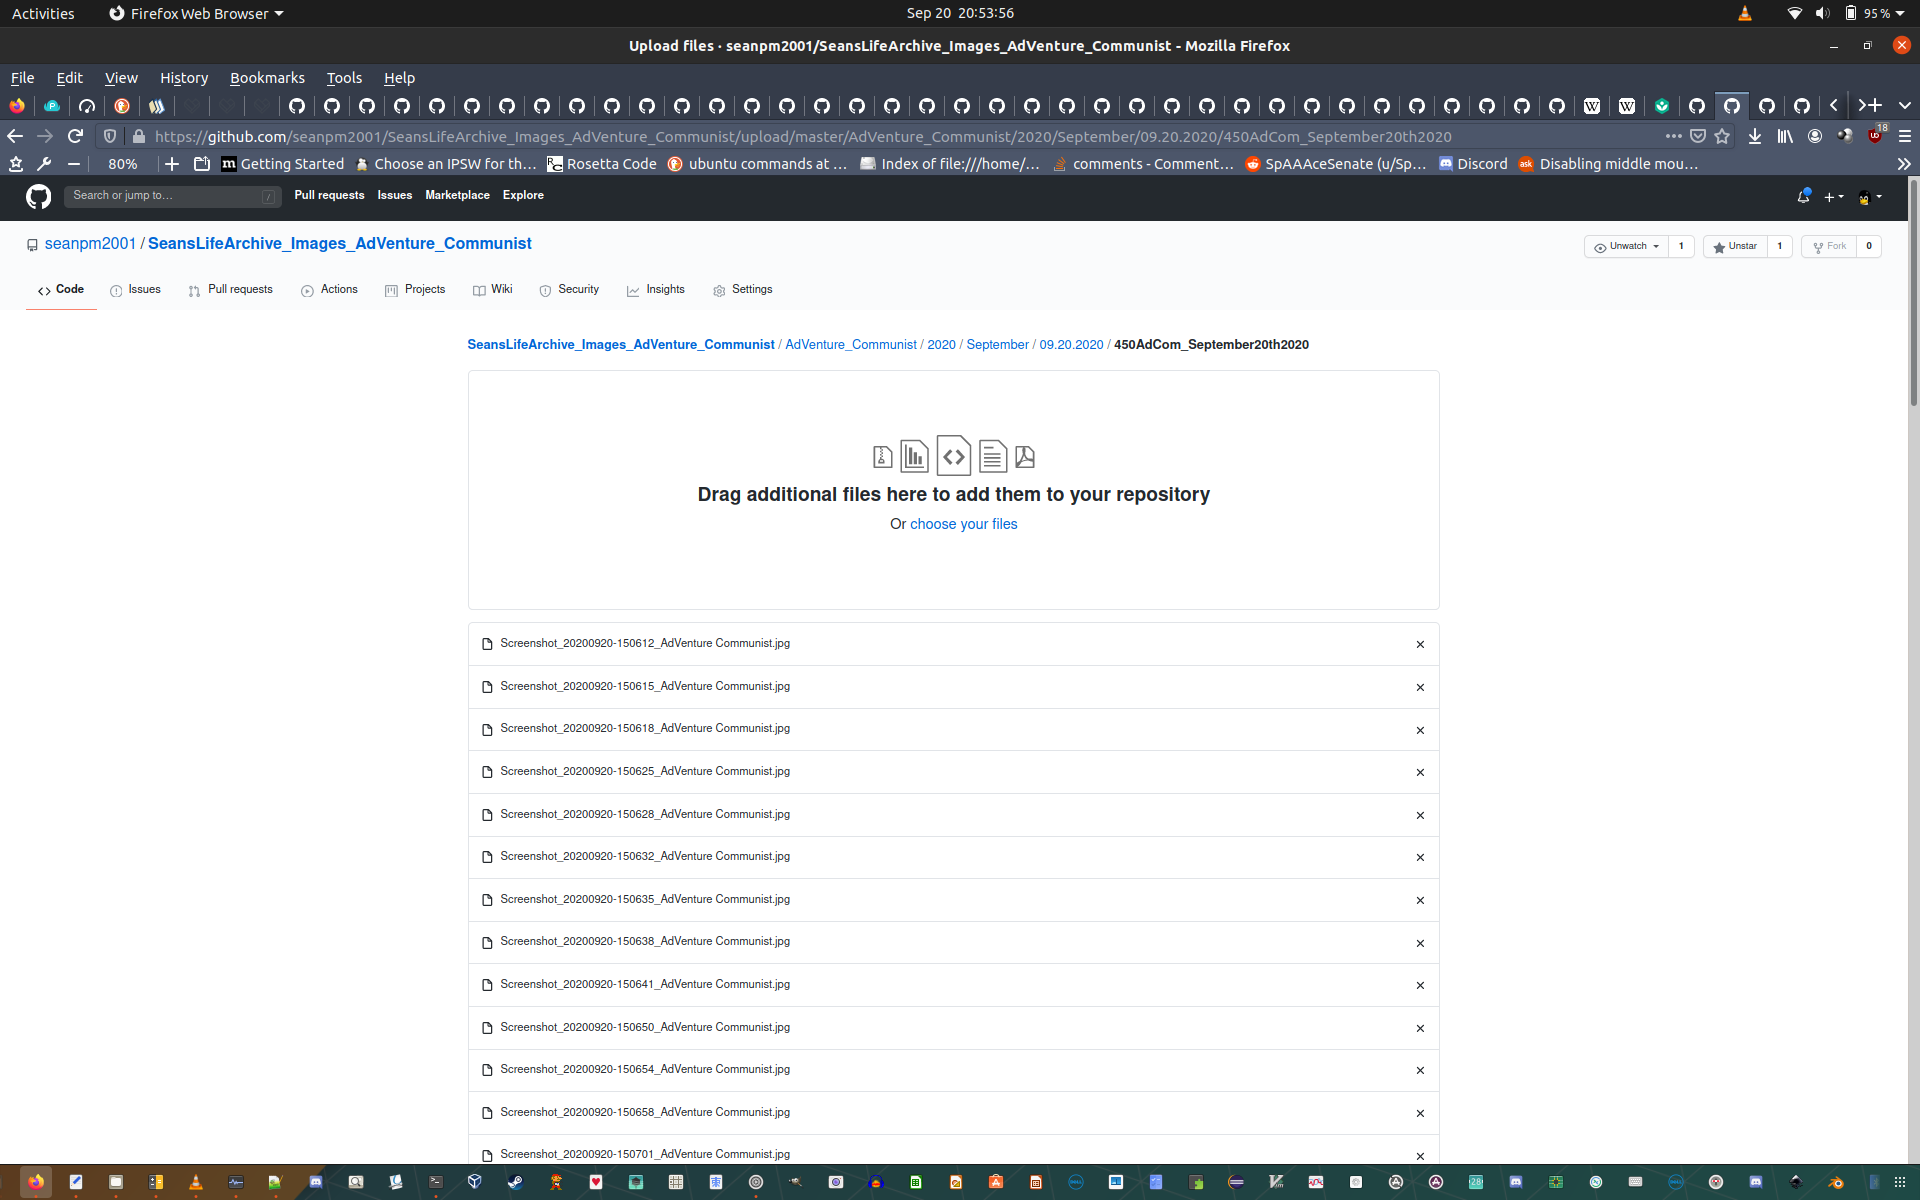 Activities Firefox Web Browser Sep 20 20:53:56 95 %
Upload files · seanpm2001/SeansLifeArchive_Images_AdVenture_Communist - Mozilla Firefox
File Edit View History Bookmarks Tools Help
https://github.com/seanpm2001/SeansLifeArchive_Images_AdVenture_Communist/upload/master/AdVenture_Communist/2020/September/09.20.2020/450AdCom_September20th2020 18
80% Getting Started Choose an IPSW for th… Rosetta Code ubuntu commands at … Index of file:///home/… comments - Comment… SpAAAceSenate (u/Sp… Discord Disabling middle mou…
Search or jump to… / Pull requests Issues Marketplace Explore
seanpm2001 / SeansLifeArchive_Images_AdVenture_Communist Unwatch 1 Unstar 1 Fork 0
Code Issues Pull requests Actions Projects Wiki Security Insights Settings
SeansLifeArchive_Images_AdVenture_Communist / AdVenture_Communist / 2020 / September / 09.20.2020 / 450AdCom_September20th2020
Drag additional files here to add them to your repository
Or choose your files
Screenshot_20200920-150612_AdVenture Communist.jpg
Screenshot_20200920-150615_AdVenture Communist.jpg
Screenshot_20200920-150618_AdVenture Communist.jpg
Screenshot_20200920-150625_AdVenture Communist.jpg
Screenshot_20200920-150628_AdVenture Communist.jpg
Screenshot_20200920-150632_AdVenture Communist.jpg
Screenshot_20200920-150635_AdVenture Communist.jpg
Screenshot_20200920-150638_AdVenture Communist.jpg
Screenshot_20200920-150641_AdVenture Communist.jpg
Screenshot_20200920-150650_AdVenture Communist.jpg
Screenshot_20200920-150654_AdVenture Communist.jpg
Screenshot_20200920-150658_AdVenture Communist.jpg
Screenshot_20200920-150701_AdVenture Communist.jpg